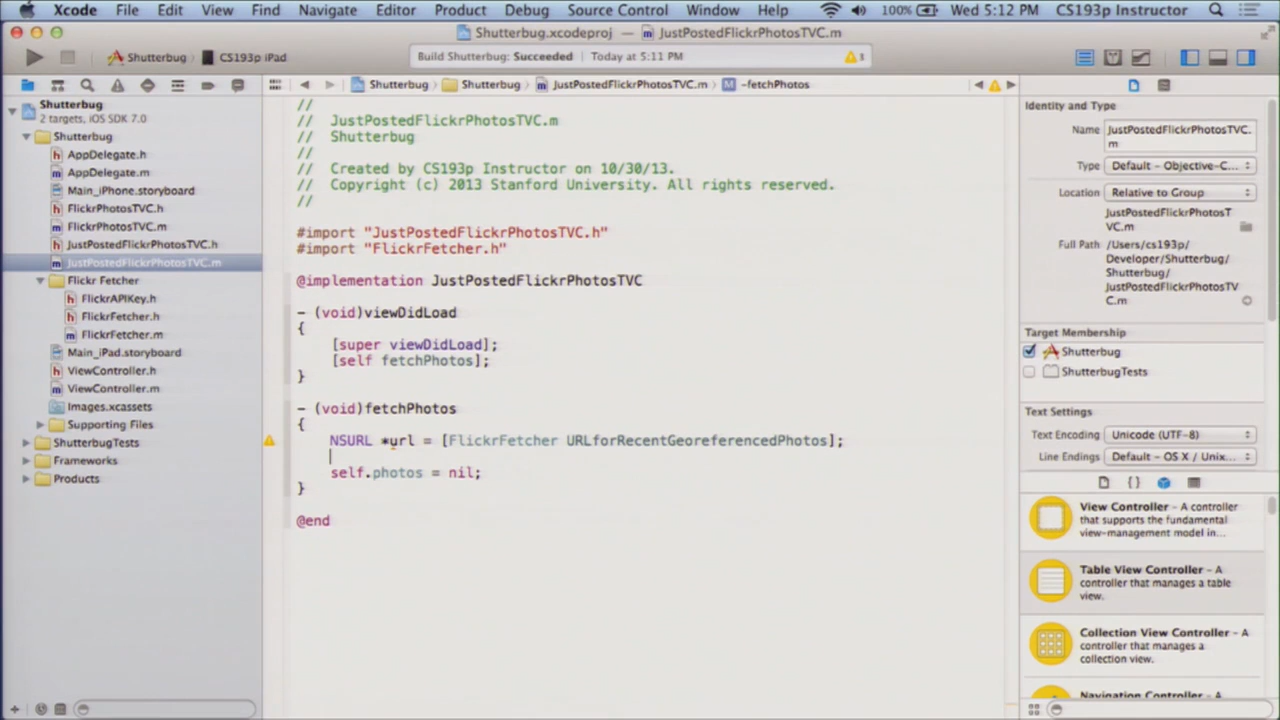 Xcode File Edit View Find Navigate Editor Product Debug Source Control Window Help 100% Wed 5:12 PM CS193p Instructor
Shutterbug.xcodeproj — JustPostedFlickrPhotosTVC.m
Shutterbug CS193p iPad
Build Shutterbug: Succeeded Today at 5:11 PM
Shutterbug Shutterbug JustPostedFlickrPhotosTVC.m -fetchPhotos
Shutterbug
2 targets, iOS SDK 7.0
Shutterbug
AppDelegate.h
AppDelegate.m
Main_iPhone.storyboard
FlickrPhotosTVC.h
FlickrPhotosTVC.m
JustPostedFlickrPhotosTVC.h
JustPostedFlickrPhotosTVC.m
Flickr Fetcher
FlickrAPIKey.h
FlickrFetcher.h
FlickrFetcher.m
Main_iPad.storyboard
ViewController.h
ViewController.m
Images.xcassets
Supporting Files
ShutterbugTests
Frameworks
Products
//
// JustPostedFlickrPhotosTVC.m
// Shutterbug
//
// Created by CS193p Instructor on 10/30/13.
// Copyright (c) 2013 Stanford University. All rights reserved.
//
#import "JustPostedFlickrPhotosTVC.h"
#import "FlickrFetcher.h"
@implementation JustPostedFlickrPhotosTVC
- (void)viewDidLoad
{
[super viewDidLoad];
[self fetchPhotos];
}
- (void)fetchPhotos
{
NSURL *url = [FlickrFetcher URLforRecentGeoreferencedPhotos];
self.photos = nil;
}
@end
Identity and Type
Name JustPostedFlickrPhotosTVC.
m
Type Default - Objective-C...
Location Relative to Group
JustPostedFlickrPhotosT
VC.m
Full Path /Users/cs193p/
Developer/Shutterbug/
Shutterbug/
JustPostedFlickrPhotosTV
C.m
Target Membership
Shutterbug
ShutterbugTests
Text Settings
Text Encoding Unicode (UTF-8)
Line Endings Default - OS X / Unix...
View Controller - A controller
that supports the fundamental
view-management model in...
Table View Controller - A
controller that manages a table
view.
Collection View Controller - A
controller that manages a
collection view.
Navigation Controller - A